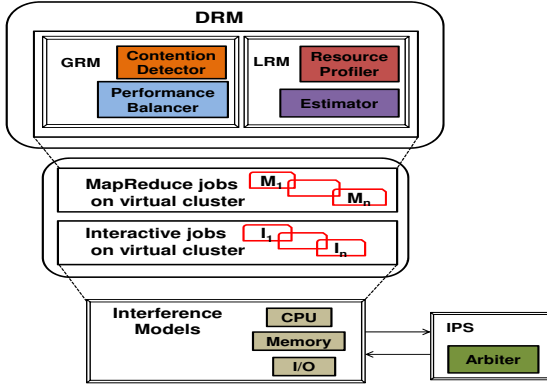 DRM
GRM
Contention
Detector
Performance
Balancer
LRM
Resource
Profiler
Estimator
MapReduce jobs
on virtual cluster
M1
Mn
Interactive jobs
on virtual cluster
I1
In
Interference
Models
CPU
Memory
I/O
IPS
Arbiter